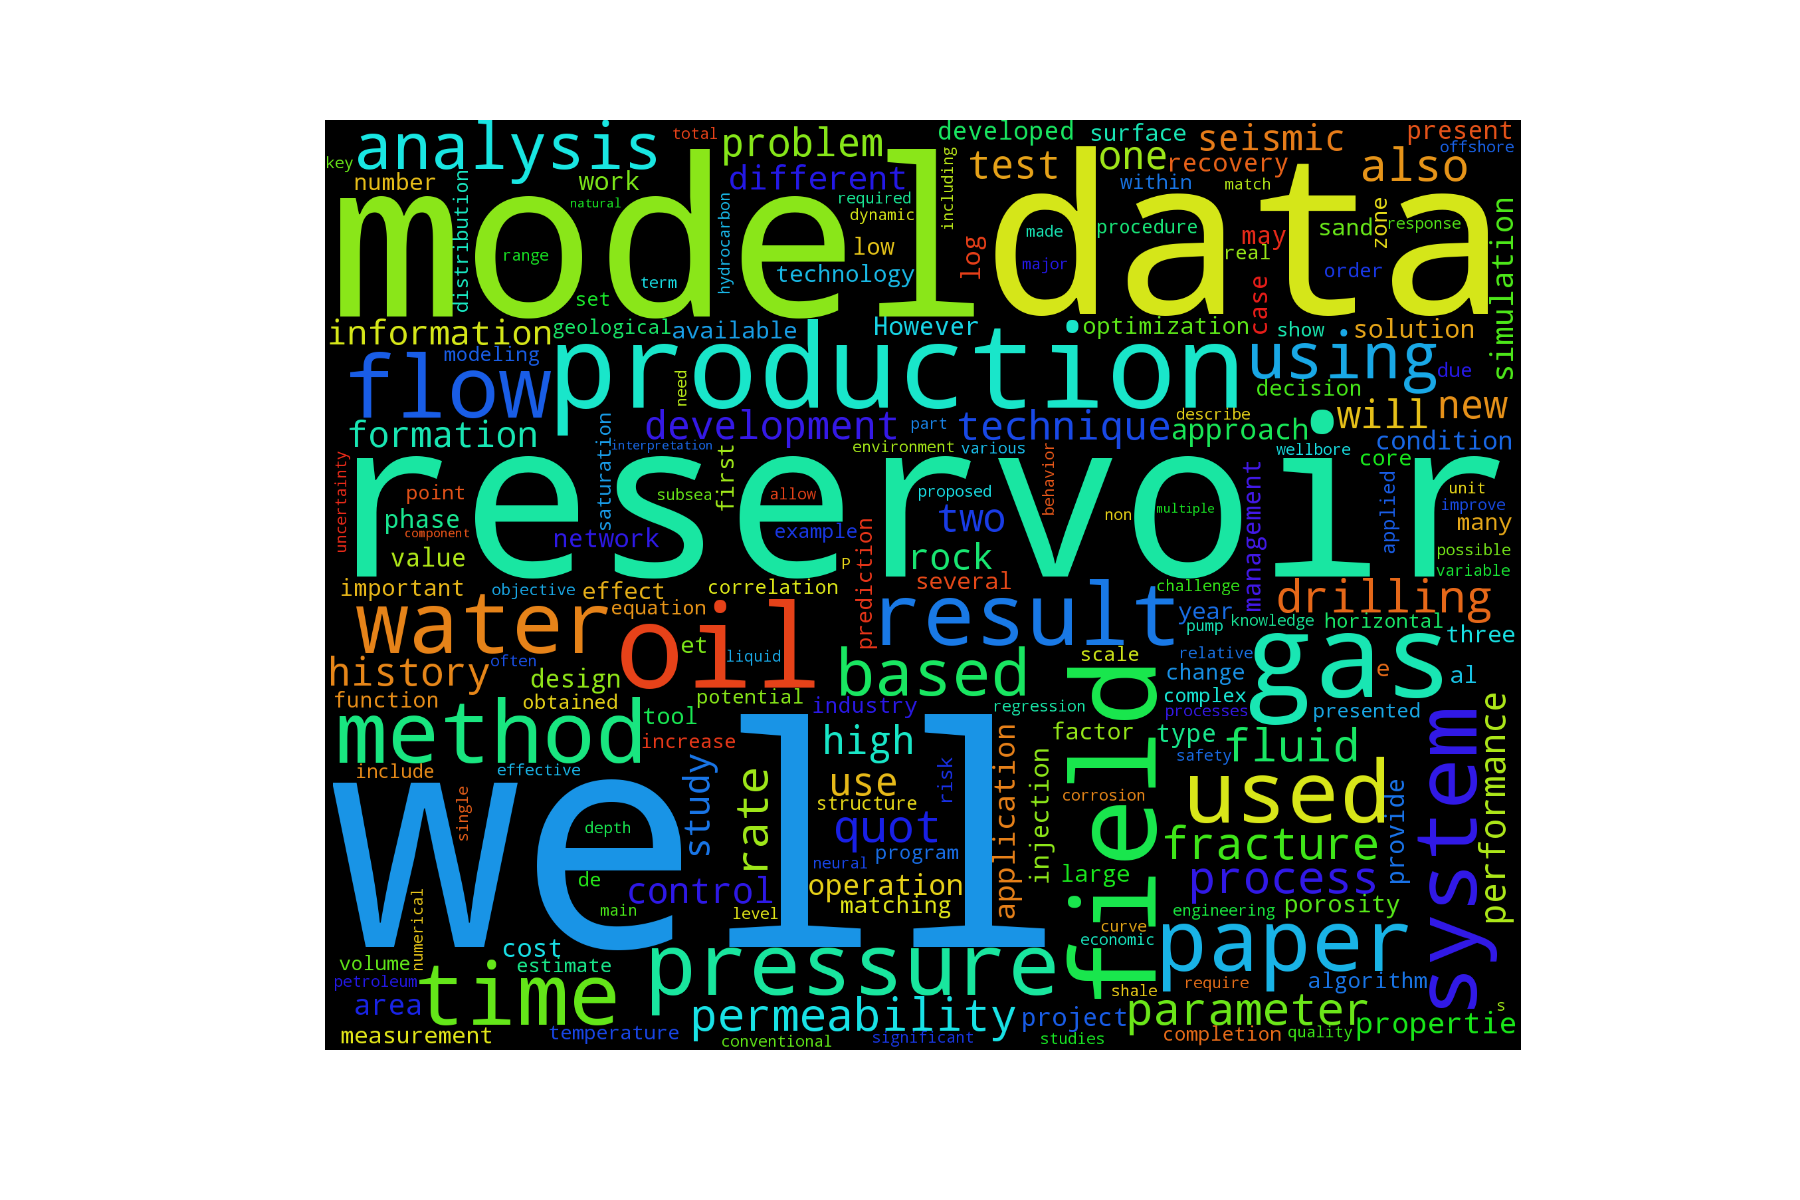 analysis
total
problem
developed
surface
seismic
present
offshore
key
number
work
different
including
test
one
recovery
also
within
match
natural
required
dynamic
distribution
model
data
hydrocarbon
range
set
term
technology
low
log
made
major
procedure
may
real
sand
zone
response
order
case
simulation
information
geological
available
However
optimization
show
solution
flow
modeling
production
using
due
need
decision
formation
development
part
technique
describe
approach
will
new
interpretation
environment
various
wellbore
condition
core
reservoir
uncertainty
point
phase
component
value
saturation
subsea
first
allow
proposed
behavior
non
multiple
management
applied
unit
improve
many
network
example
P
prediction
two
rock
possible
variable
important
objective
effect
correlation
several
challenge
drilling
water
equation
oil
result
year
pump
knowledge
horizontal
three
history
often
et
liquid
based
scale
relative
change
gas
e
al
function
design
obtained
potential
industry
regression
field
complex
processes
presented
method
tool
increase
high
factor
type
safety
fluid
system
performance
include
effective
study
rate
use
structure
risk
application
injection
corrosion
used
provide
well
single
depth
quot
program
neural
fracture
de
control
operation
large
process
numerical
main
level
matching
engineering
porosity
curve
economic
volume
cost
estimate
petroleum
time
pressure
paper
require
algorithm
area
shale
s
measurement
temperature
permeability
conventional
significant
project
studies
parameter
completion
quality
propertie